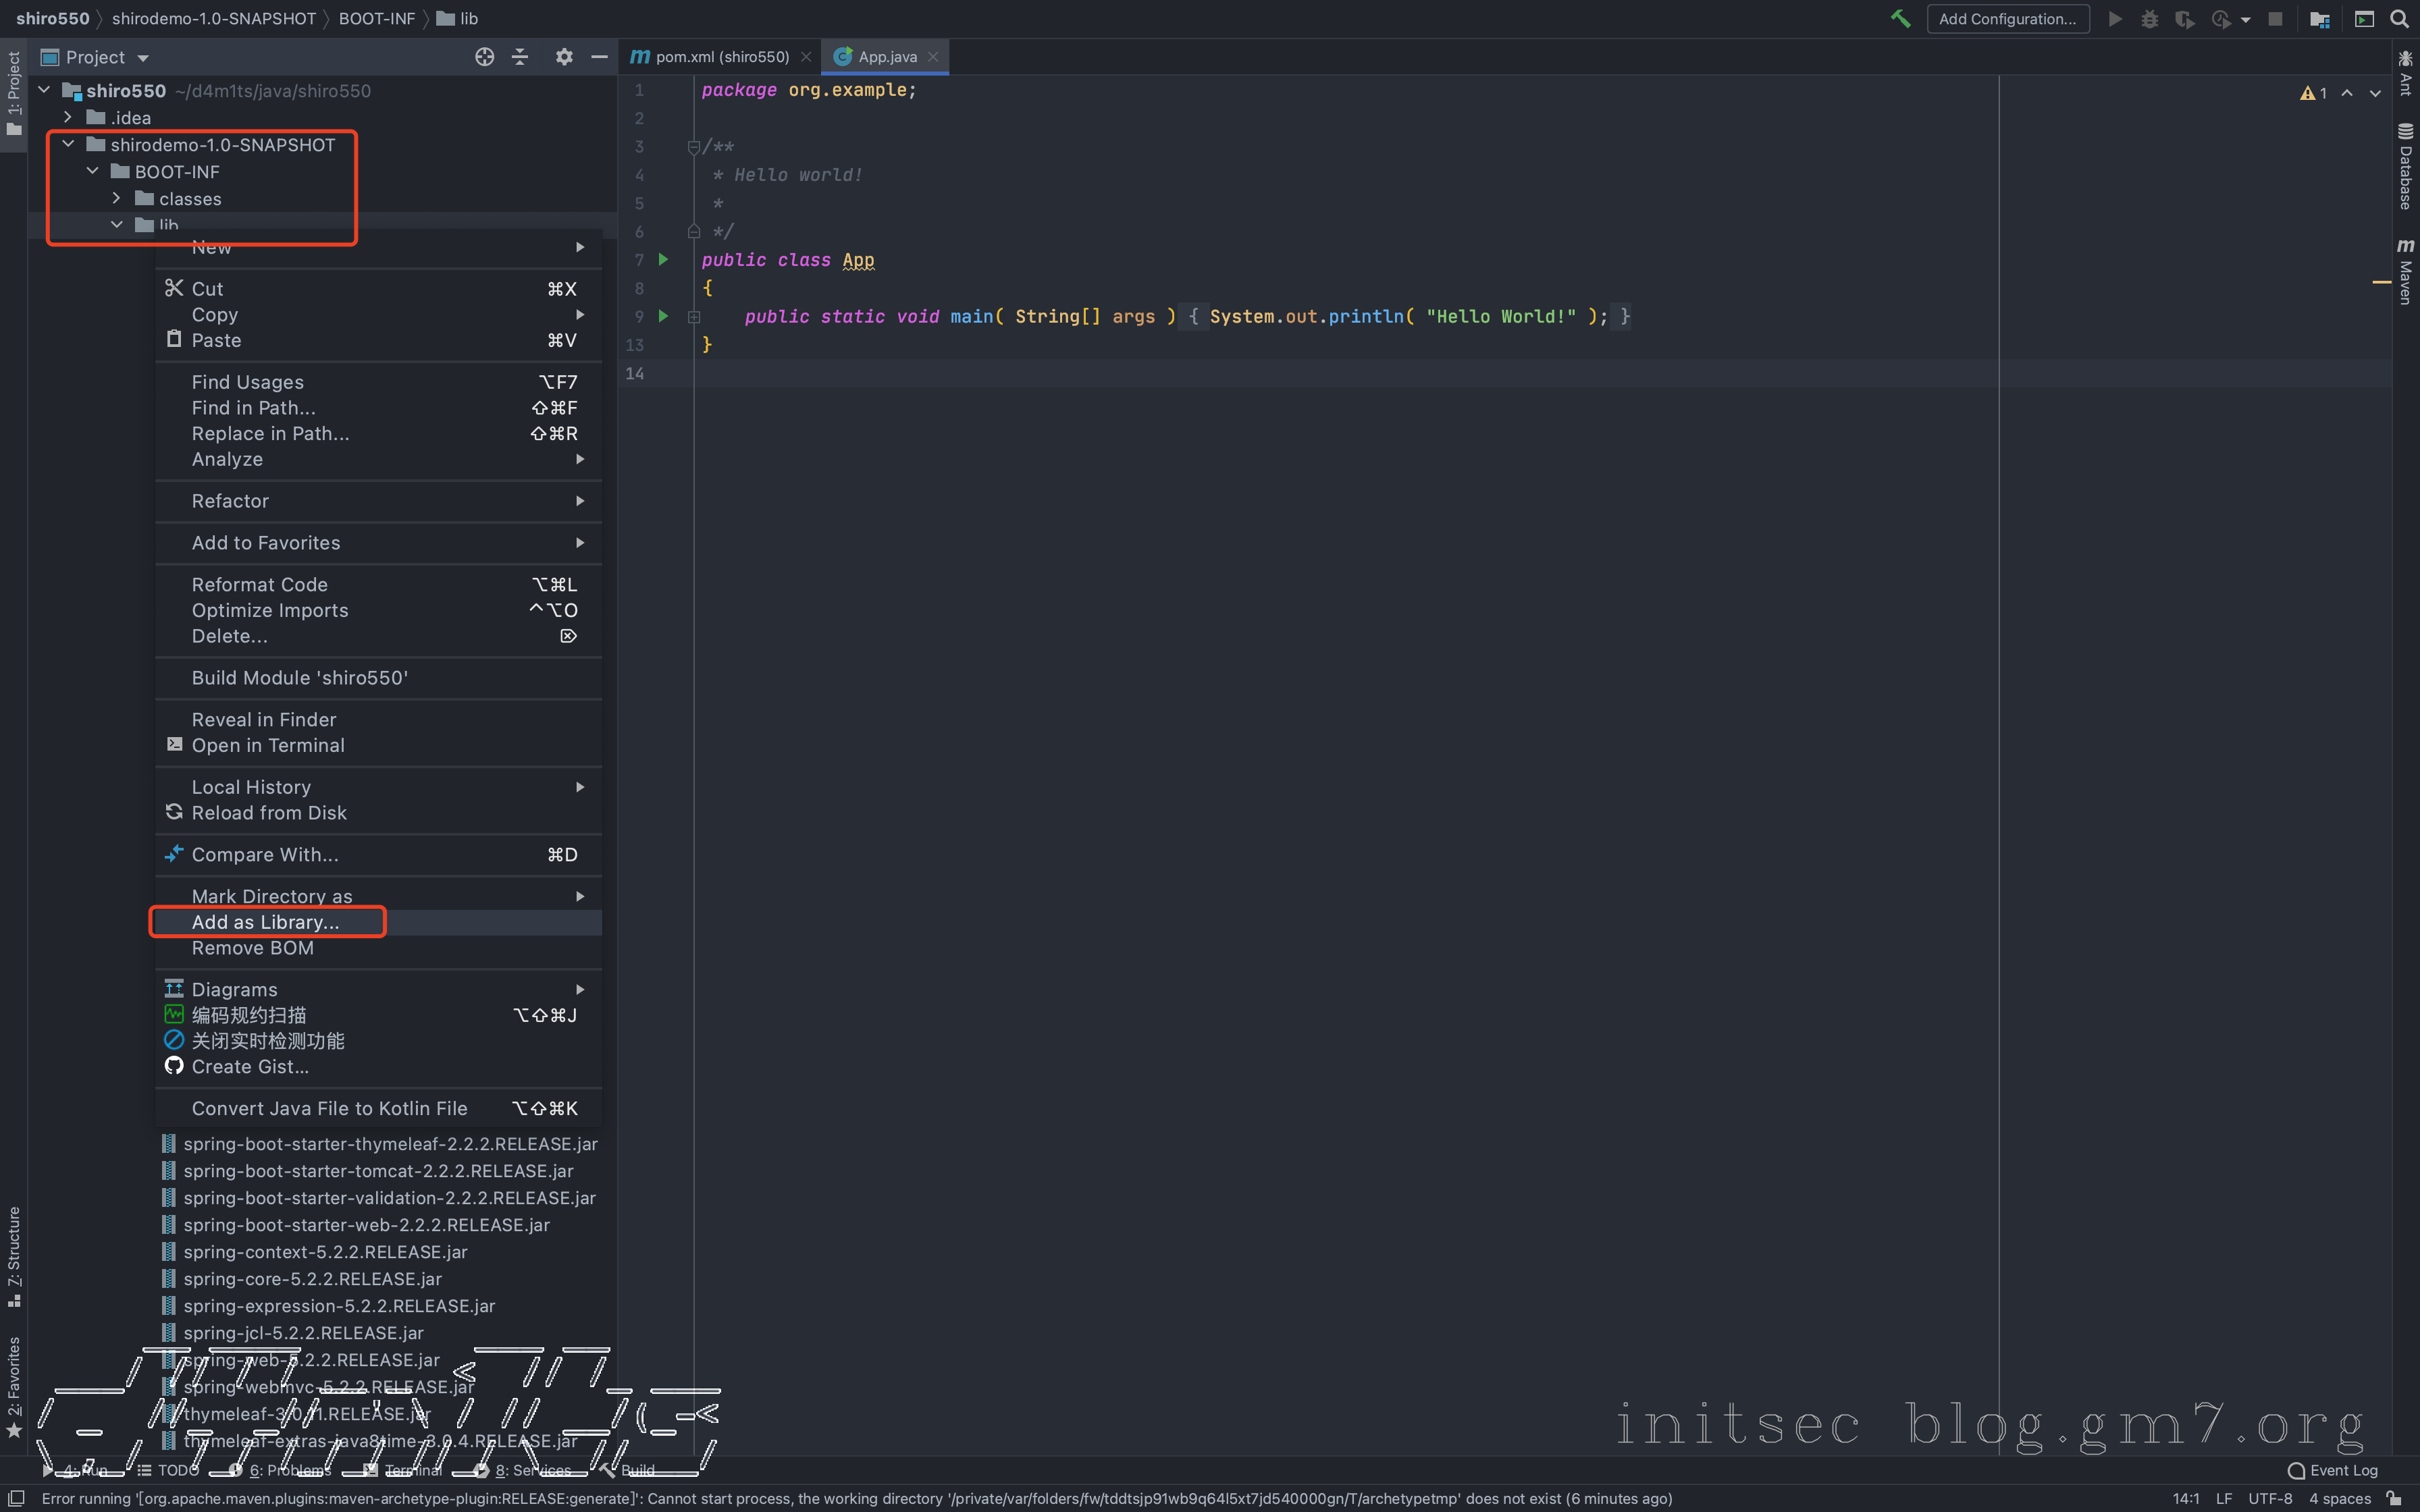 shiro550 shirodemo-1.0-SNAPSHOT BOOT-INF lib
Add Configuration...
1: Project
Project
shiro550 ~/d4m1ts/java/shiro550
.idea
shirodemo-1.0-SNAPSHOT
BOOT-INF
classes
lib
New
Cut ⌘X
Copy
Paste ⌘V
Find Usages ⌥F7
Find in Path... ⇧⌘F
Replace in Path... ⇧⌘R
Analyze
Refactor
Add to Favorites
Reformat Code ⌥⌘L
Optimize Imports ^⌥O
Delete... ⌦
Build Module 'shiro550'
Reveal in Finder
Open in Terminal
Local History
Reload from Disk
Compare With... ⌘D
Mark Directory as
Add as Library...
Remove BOM
Diagrams
编码规约扫描 ⌥⇧⌘J
关闭实时检测功能
Create Gist...
Convert Java File to Kotlin File ⌥⇧⌘K
spring-boot-starter-thymeleaf-2.2.2.RELEASE.jar
spring-boot-starter-tomcat-2.2.2.RELEASE.jar
spring-boot-starter-validation-2.2.2.RELEASE.jar
spring-boot-starter-web-2.2.2.RELEASE.jar
spring-context-5.2.2.RELEASE.jar
spring-core-5.2.2.RELEASE.jar
spring-expression-5.2.2.RELEASE.jar
spring-jcl-5.2.2.RELEASE.jar
spring-web-5.2.2.RELEASE.jar
spring-webmvc-5.2.2.RELEASE.jar
thymeleaf-3.0.11.RELEASE.jar
thymeleaf-extras-java8time-3.0.4.RELEASE.jar
7: Structure
2: Favorites
pom.xml (shiro550)
App.java
1 package org.example;
2
3 /**
4 * Hello world!
5 *
6 */
7 public class App
8 {
9 public static void main( String[] args ) { System.out.println( "Hello World!" ); }
13 }
14
1
Ant
Database
m Maven
initsec blog.gm7.org
4: Run TODO 6: Problems Terminal 8: Services Build
Event Log
Error running '[org.apache.maven.plugins:maven-archetype-plugin:RELEASE:generate]': Cannot start process, the working directory '/private/var/folders/fw/tddtsjp91wb9q64l5xt7jd540000gn/T/archetypetmp' does not exist (6 minutes ago)
14:1 LF UTF-8 4 spaces